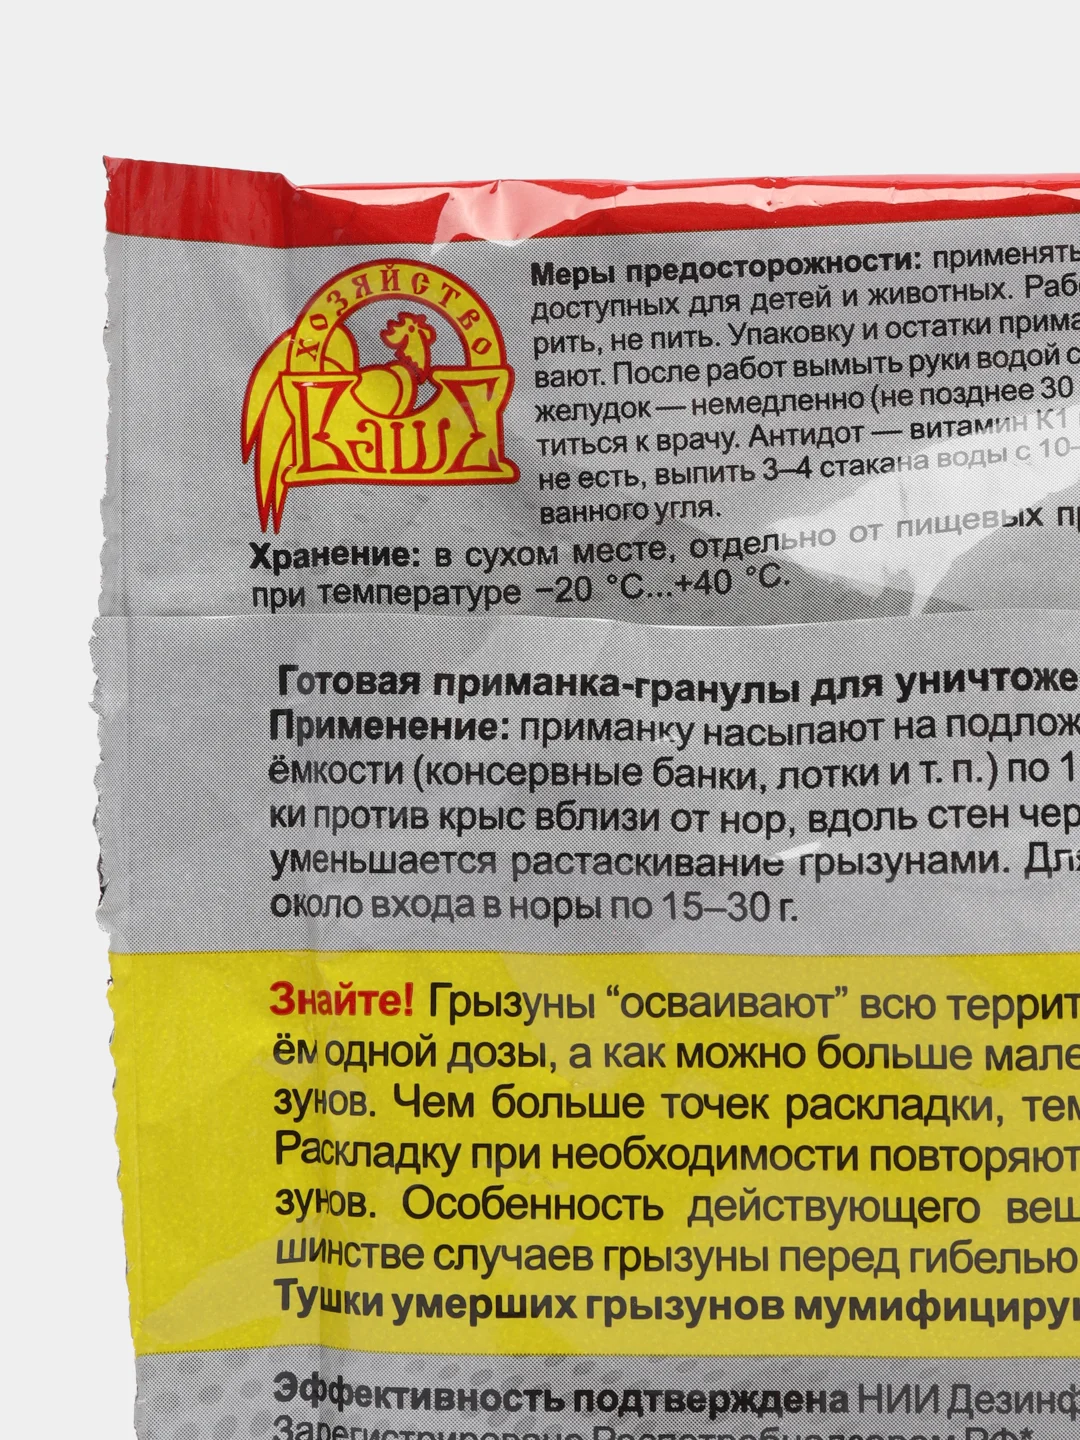 ХОЗЯЙСТВО
Ваше
Меры предосторожности: применять
доступных для детей и животных. Раб
рить, не пить. Упаковку и остатки прима
вают. После работ вымыть руки водой с
желудок — немедленно (не позднее 30
титься к врачу. Антидот — витамин К1
не есть, выпить 3–4 стакана воды с 10–
ванного угля.
Хранение: в сухом месте, отдельно от пищевых п
при температуре –20 °С...+40 °С.
Готовая приманка-гранулы для уничтоже
Применение: приманку насыпают на подлож
ёмкости (консервные банки, лотки и т. п.) по 1
ки против крыс вблизи от нор, вдоль стен чер
уменьшается растаскивание грызунами. Для
около входа в норы по 15–30 г.
Знайте! Грызуны “осваивают” всю террит
ём одной дозы, а как можно больше мале
зунов. Чем больше точек раскладки, тем
Раскладку при необходимости повторяют
зунов. Особенность действующего вещ
шинстве случаев грызуны перед гибелью
Тушки умерших грызунов мумифицирую
Эффективность подтверждена НИИ Дезинф
Зарегистрировано Роспотребнадзором РФ*